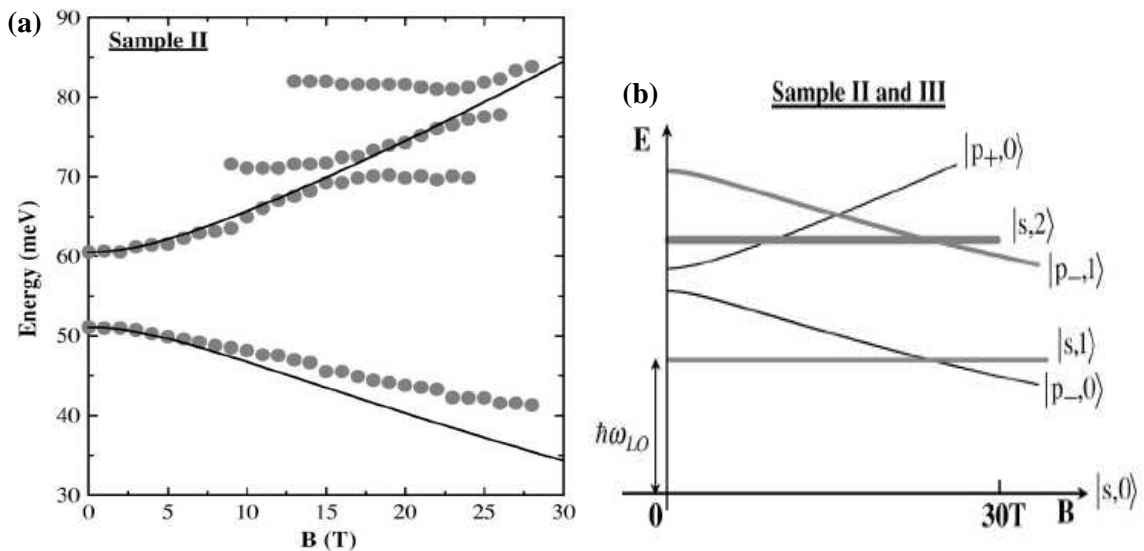 (a)
Sample II
90
80
70
60
50
40
30
Energy (meV)
0 5 10 15 20 25 30
B (T)
(b)
Sample II and III
E
|p+,0⟩
|s,2⟩
|p−,1⟩
|s,1⟩
|p−,0⟩
ħωLO
|s,0⟩
0 30T B